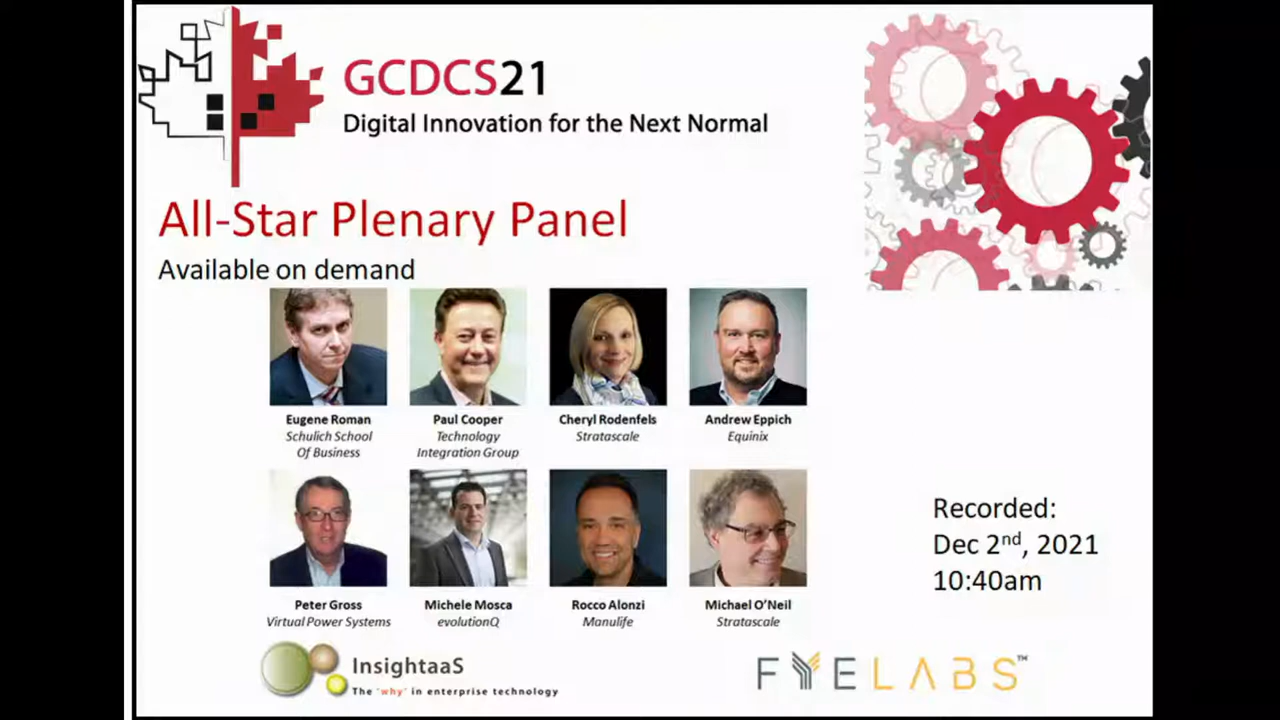 GCDCS21
Digital Innovation for the Next Normal
All-Star Plenary Panel
Available on demand
Eugene Roman
Schulich School
Of Business
Paul Cooper
Technology
Integration Group
Cheryl Rodenfels
Stratascale
Andrew Eppich
Equinix
Peter Gross
Virtual Power Systems
Michele Mosca
evolutionQ
Rocco Alonzi
Manulife
Michael O'Neil
Stratascale
Recorded:
Dec 2nd, 2021
10:40am
InsightaaS
The "why" in enterprise technology
FYELABS™